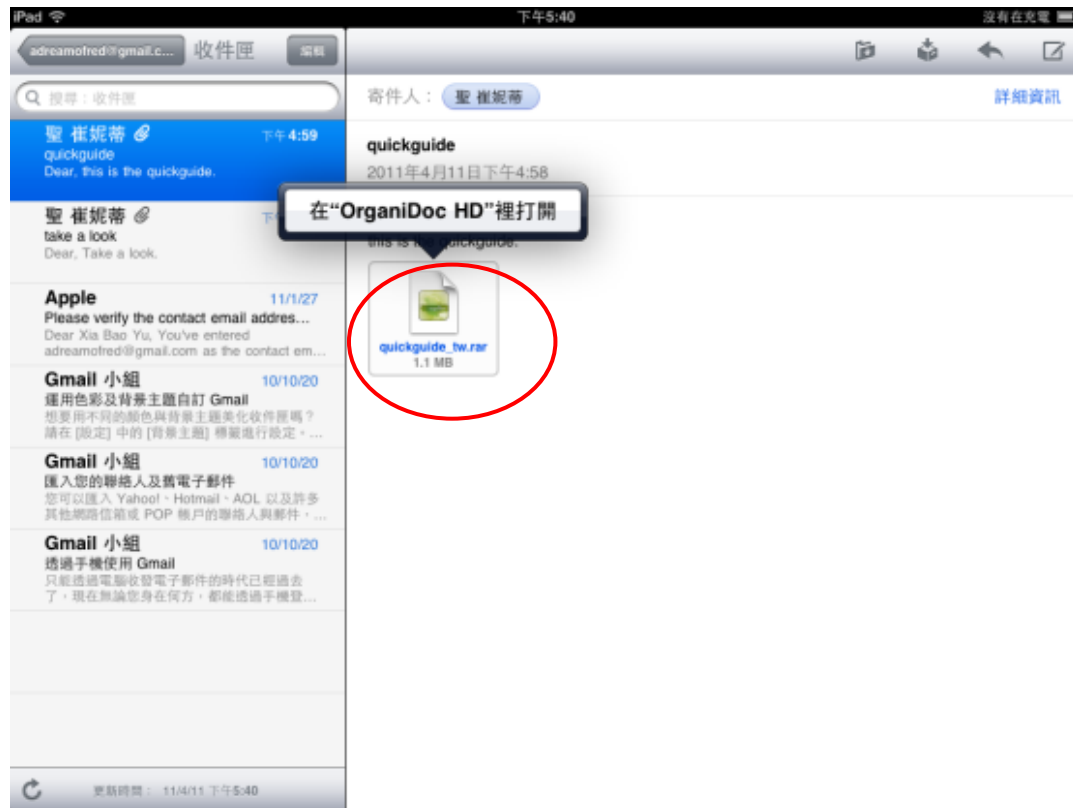 iPad
下午5:40
沒有在充電
adreamofred@gmail.c...
收件匣
編輯
搜尋：收件匣
聖 崔妮蒂
下午4:59
quickguide
Dear, this is the quickguide.
聖 崔妮蒂
take a look
Dear, Take a look.
Apple
11/1/27
Please verify the contact email addres...
Dear Xia Bao Yu, You've entered
adreamofred@gmail.com as the contact em...
Gmail 小組
10/10/20
運用色彩及背景主題自訂 Gmail
想要用不同的顏色與背景主題美化收件匣嗎？
請在 [設定] 中的 [背景主題] 標籤進行設定。...
Gmail 小組
10/10/20
匯入您的聯絡人及舊電子郵件
您可以匯入 Yahoo!、Hotmail、AOL 以及許多
其他網路信箱或 POP 帳戶的聯絡人與郵件，...
Gmail 小組
10/10/20
透過手機使用 Gmail
只能透過電腦收發電子郵件的時代已經過去
了，現在無論您身在何方，都能透過手機登...
更新時間： 11/4/11 下午5:40
寄件人： 聖 崔妮蒂
詳細資訊
quickguide
2011年4月11日下午4:58
在“OrganiDoc HD”裡打開
this is the quickguide.
quickguide_tw.rar
1.1 MB